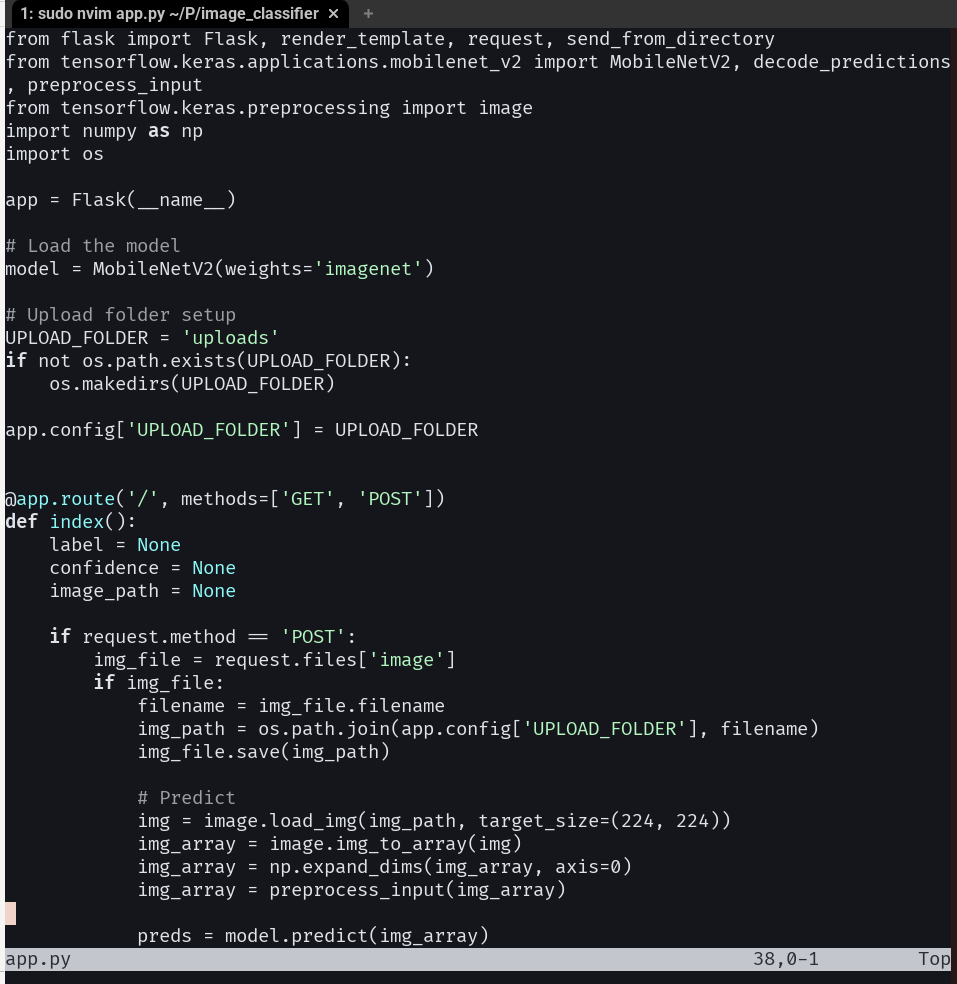 1: sudo nvim app.py ~/P/image_classifier × +
from flask import Flask, render_template, request, send_from_directory
from tensorflow.keras.applications.mobilenet_v2 import MobileNetV2, decode_predictions
, preprocess_input
from tensorflow.keras.preprocessing import image
import numpy as np
import os

app = Flask(__name__)

# Load the model
model = MobileNetV2(weights='imagenet')

# Upload folder setup
UPLOAD_FOLDER = 'uploads'
if not os.path.exists(UPLOAD_FOLDER):
    os.makedirs(UPLOAD_FOLDER)

app.config['UPLOAD_FOLDER'] = UPLOAD_FOLDER


@app.route('/', methods=['GET', 'POST'])
def index():
    label = None
    confidence = None
    image_path = None

    if request.method == 'POST':
        img_file = request.files['image']
        if img_file:
            filename = img_file.filename
            img_path = os.path.join(app.config['UPLOAD_FOLDER'], filename)
            img_file.save(img_path)

            # Predict
            img = image.load_img(img_path, target_size=(224, 224))
            img_array = image.img_to_array(img)
            img_array = np.expand_dims(img_array, axis=0)
            img_array = preprocess_input(img_array)

            preds = model.predict(img_array)
app.py 38,0-1 Top